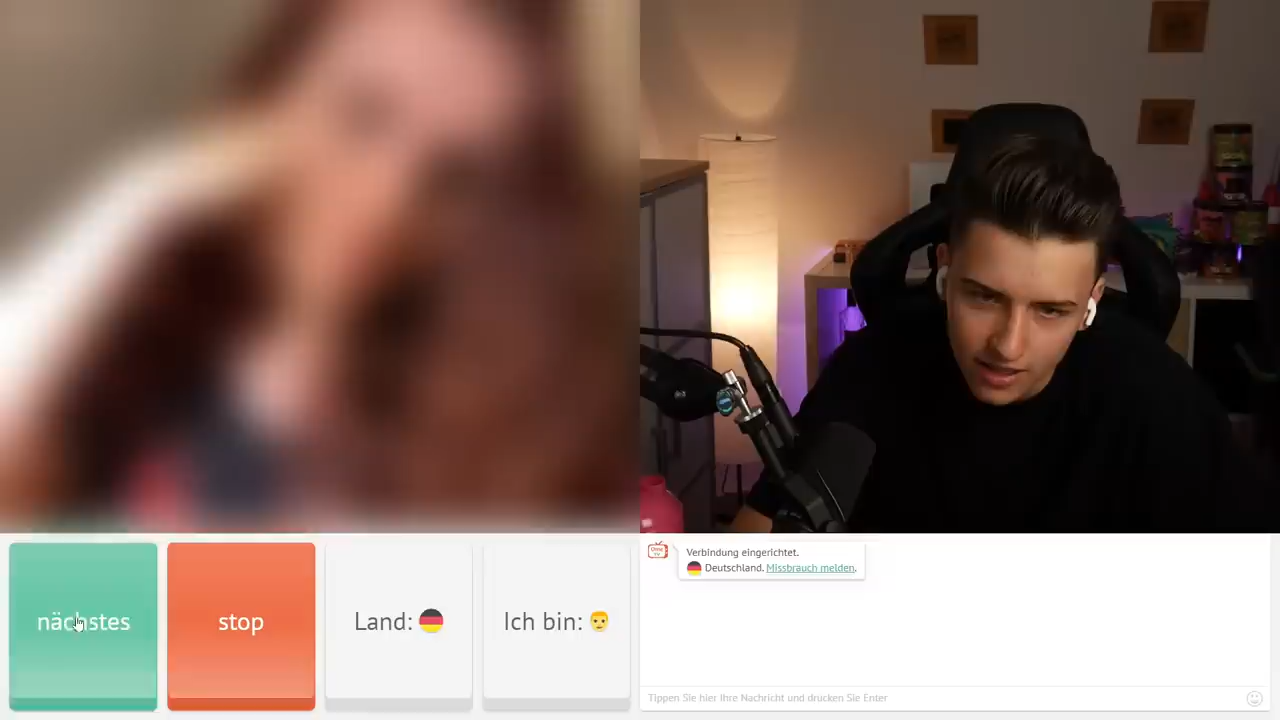 nächstes
stop
Land:
Ich bin:
Verbindung eingerichtet.
Deutschland. Missbrauch melden.
Tippen Sie hier Ihre Nachricht und drücken Sie Enter